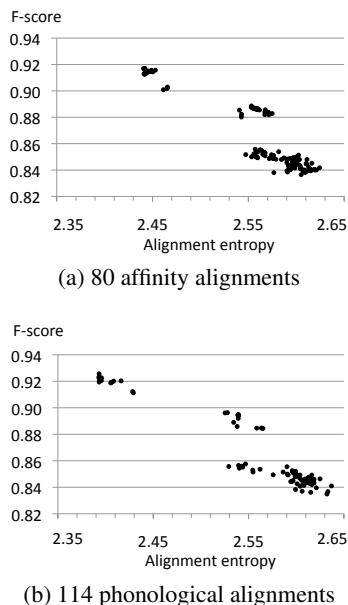 F-score
0.94
0.92
0.90
0.88
0.86
0.84
0.82
2.35 2.45 2.55 2.65
Alignment entropy
(a) 80 affinity alignments
F-score
0.94
0.92
0.90
0.88
0.86
0.84
0.82
2.35 2.45 2.55 2.65
Alignment entropy
(b) 114 phonological alignments